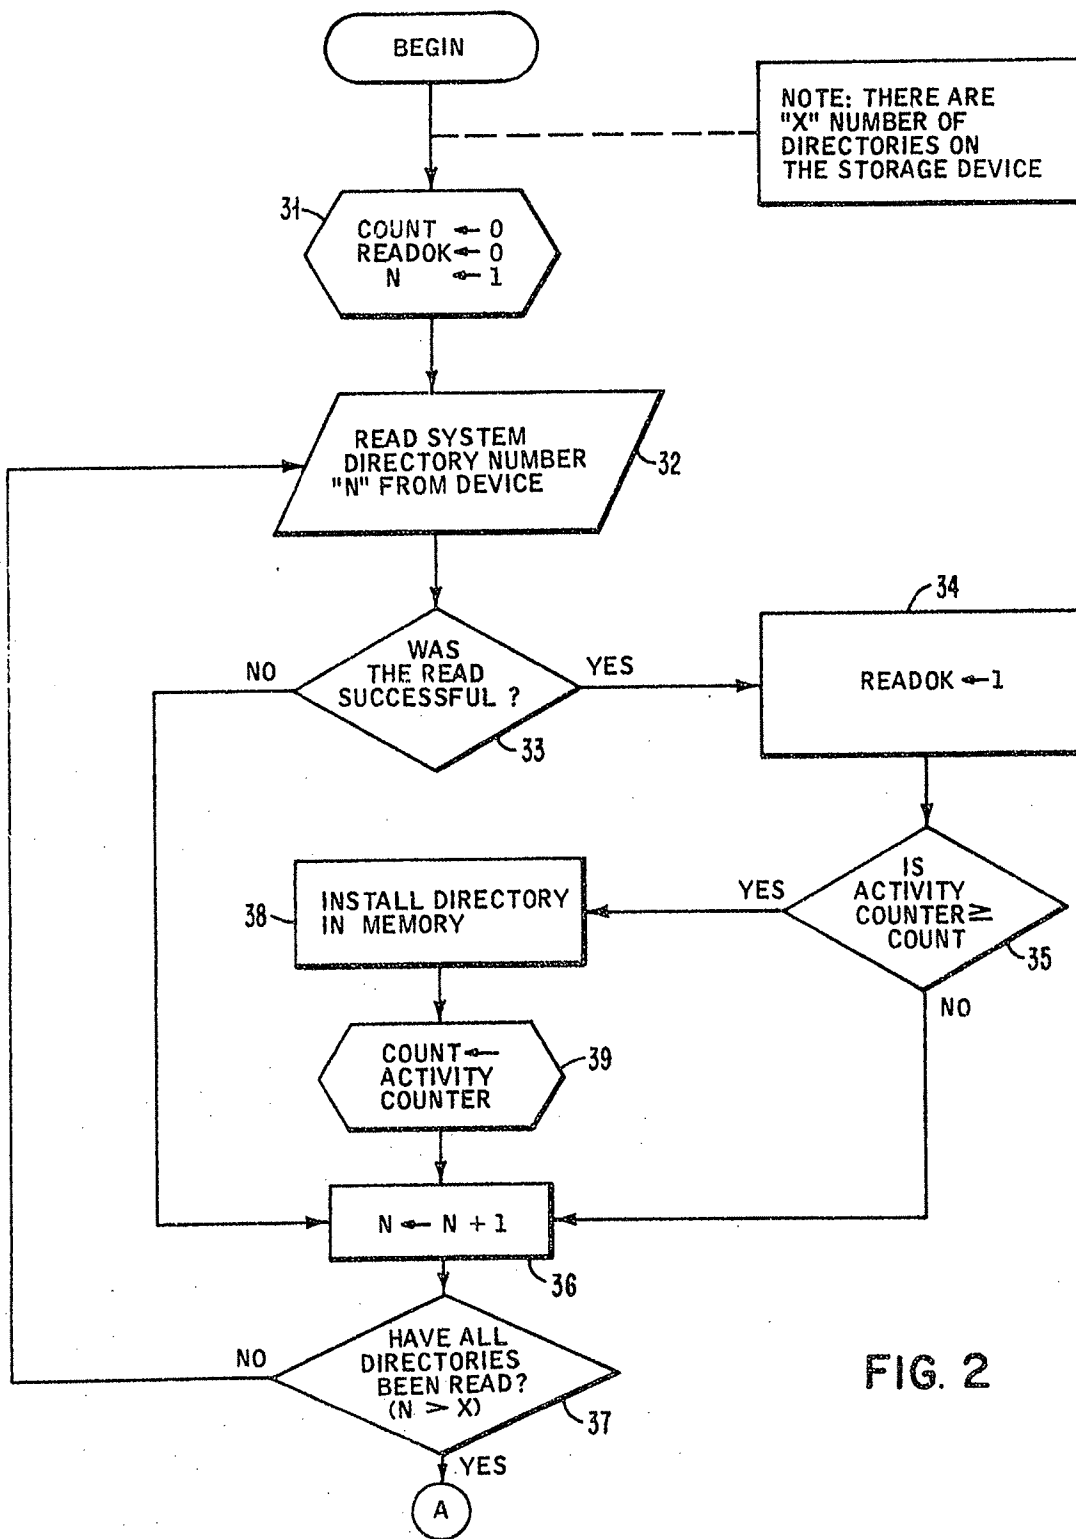 BEGIN
NOTE: THERE ARE
"X" NUMBER OF
DIRECTORIES ON
THE STORAGE DEVICE
31
COUNT ← 0
READOK ← 0
N ← 1
READ SYSTEM
DIRECTORY NUMBER
"N" FROM DEVICE
32
WAS
THE READ
SUCCESSFUL ?
NO
YES
33
34
READOK ← 1
IS
ACTIVITY
COUNTER ≥
COUNT
YES
NO
35
38
INSTALL DIRECTORY
IN MEMORY
COUNT ←
ACTIVITY
COUNTER
39
N ← N + 1
36
HAVE ALL
DIRECTORIES
BEEN READ?
(N > X)
NO
37
YES
A
FIG. 2